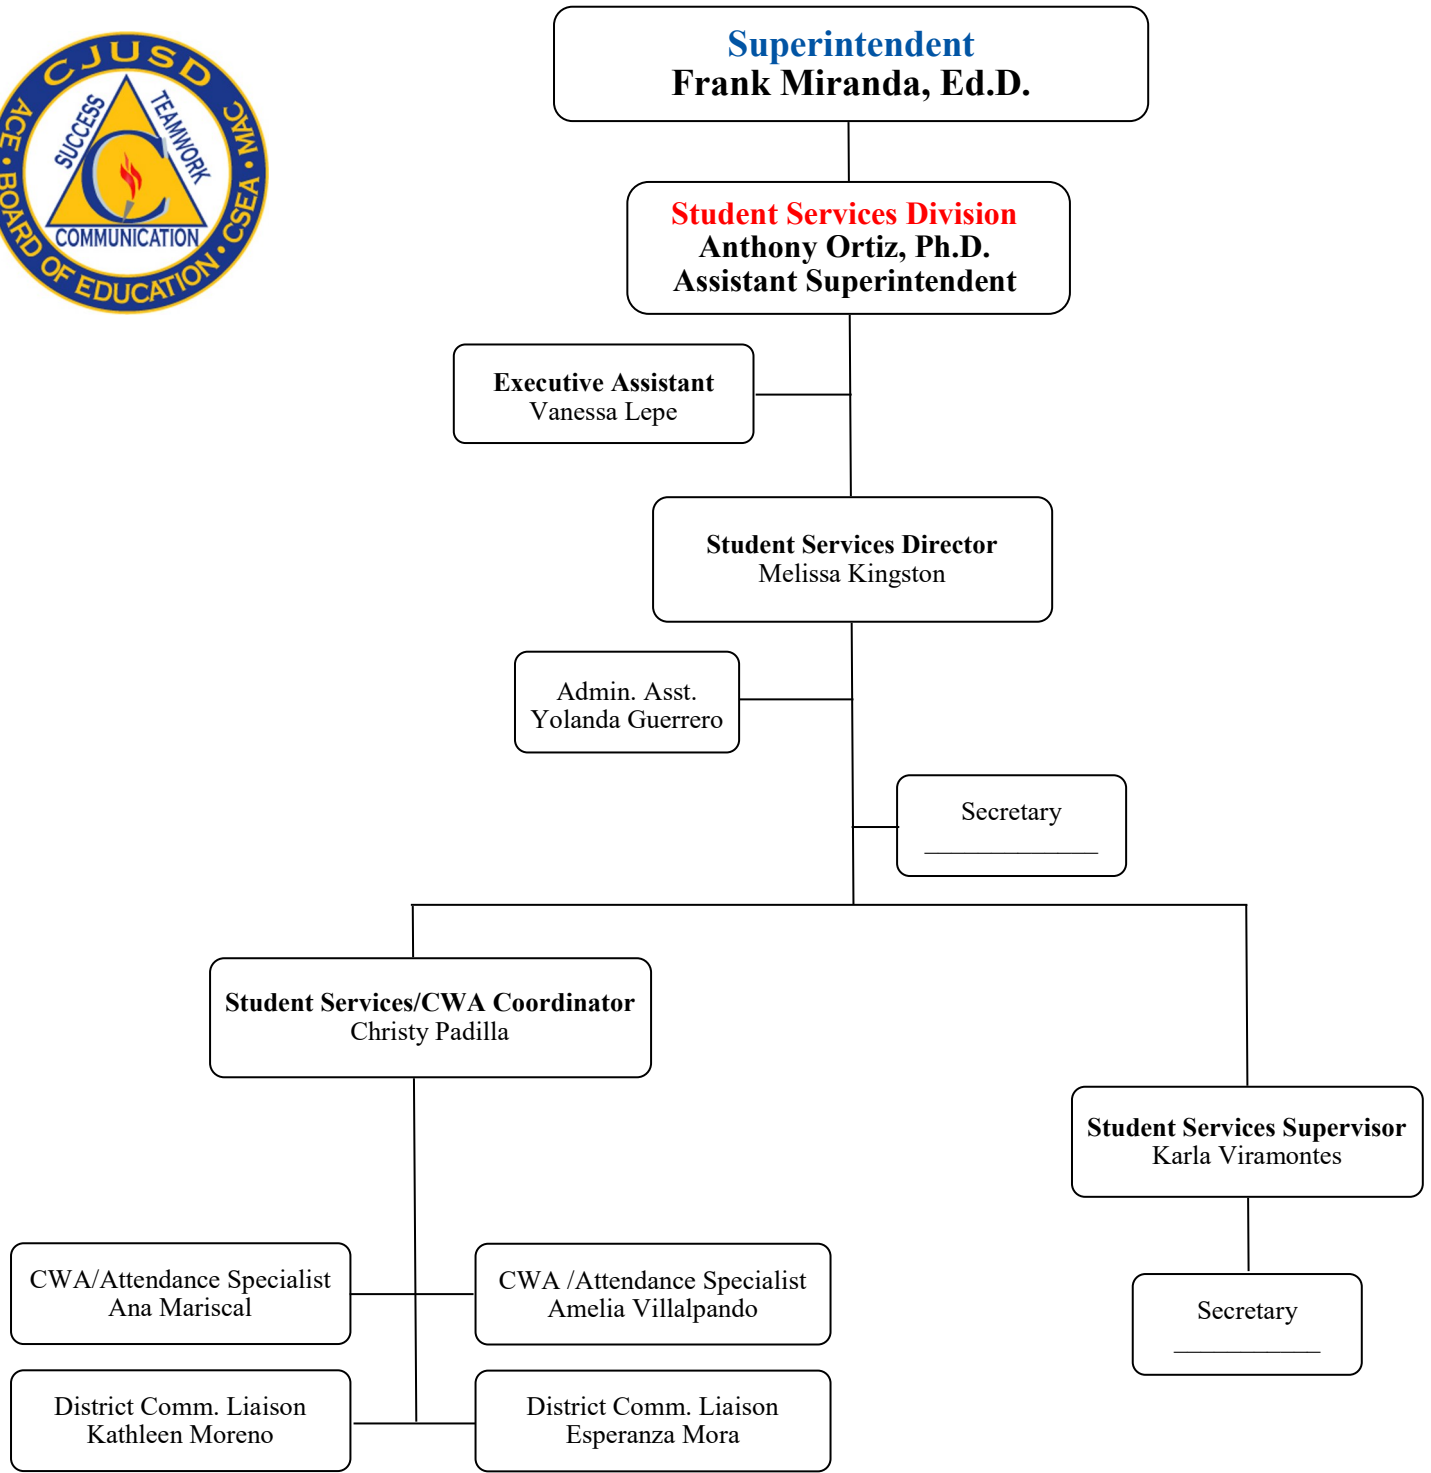 CJUSD
ACE • BOARD OF EDUCATION • CSEA • MAC
SUCCESS
TEAMWORK
C
COMMUNICATION
Superintendent
Frank Miranda, Ed.D.
Student Services Division
Anthony Ortiz, Ph.D.
Assistant Superintendent
Executive Assistant
Vanessa Lepe
Student Services Director
Melissa Kingston
Admin. Asst.
Yolanda Guerrero
Secretary
_____________
Student Services/CWA Coordinator
Christy Padilla
Student Services Supervisor
Karla Viramontes
CWA/Attendance Specialist
Ana Mariscal
CWA /Attendance Specialist
Amelia Villalpando
Secretary
___________
District Comm. Liaison
Kathleen Moreno
District Comm. Liaison
Esperanza Mora